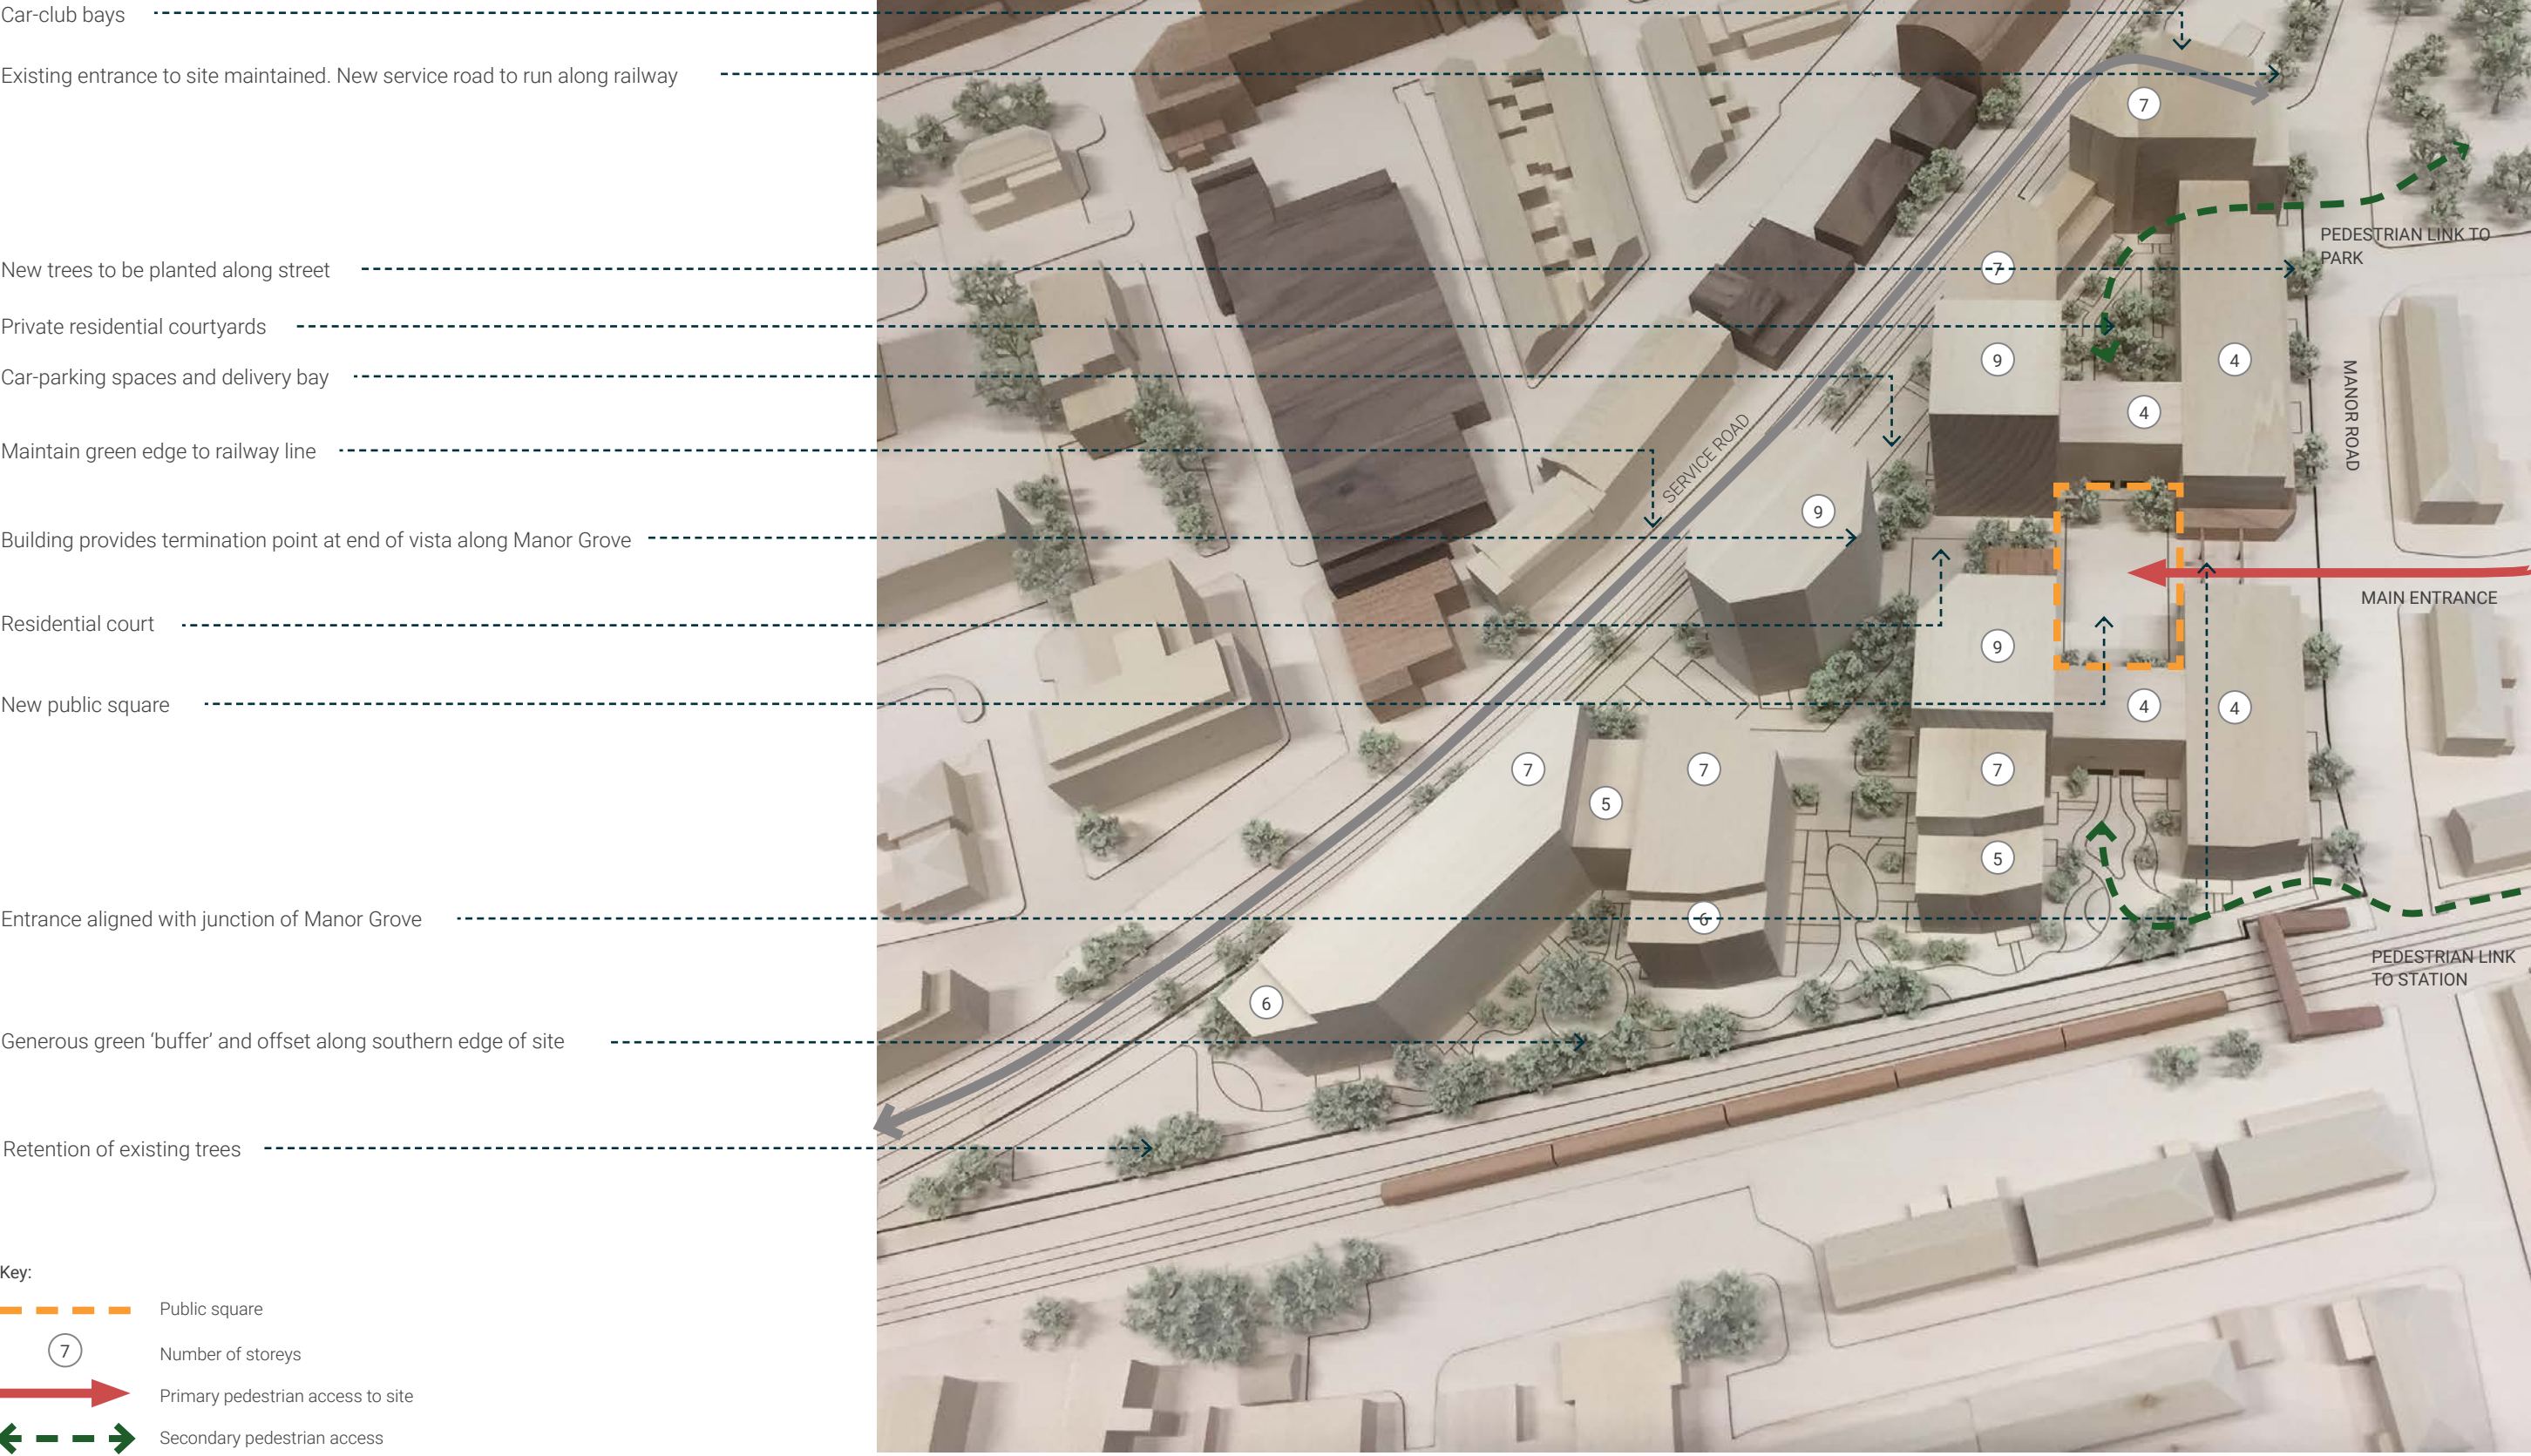 Car-club bays
Existing entrance to site maintained. New service road to run along railway
New trees to be planted along street
Private residential courtyards
Car-parking spaces and delivery bay
Maintain green edge to railway line
Building provides termination point at end of vista along Manor Grove
Residential court
New public square
Entrance aligned with junction of Manor Grove
Generous green ‘buffer’ and offset along southern edge of site
Retention of existing trees
Key:
Public square
7
Number of storeys
Primary pedestrian access to site
Secondary pedestrian access
7
PEDESTRIAN LINK TO
PARK
7
9
4
4
MANOR ROAD
SERVICE ROAD
9
MAIN ENTRANCE
9
4
4
7
7
7
5
5
6
PEDESTRIAN LINK
TO STATION
6